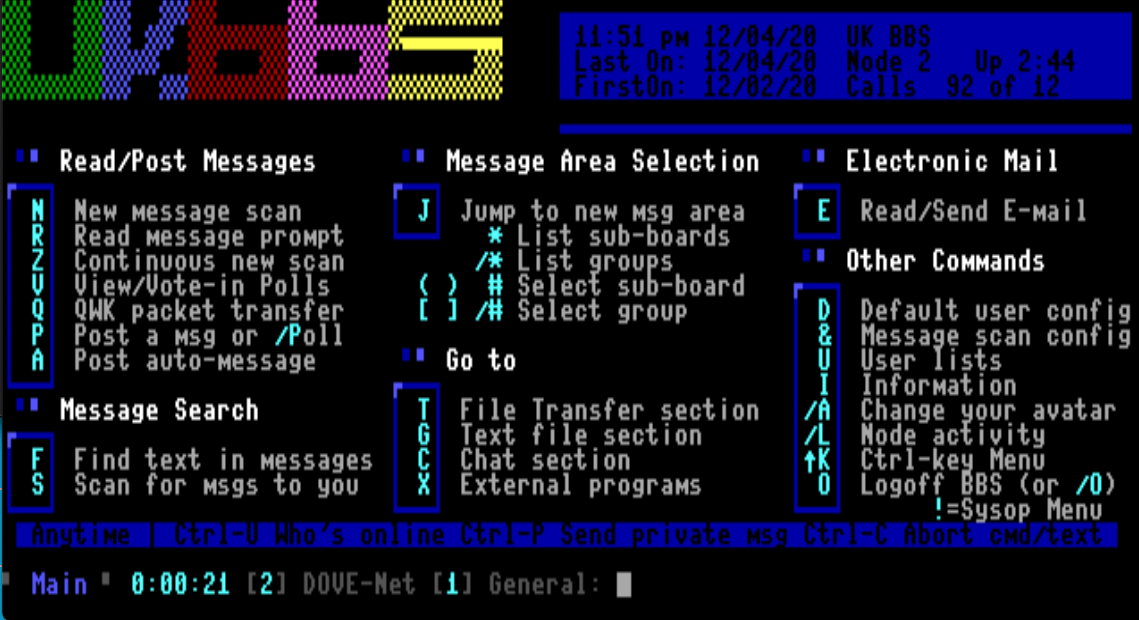 UKbbS
11:51 pm 12/04/20 UK BBS
Last On: 12/04/20 Node 2 Up 2:44
FirstOn: 12/02/20 Calls 92 of 12
Read/Post Messages
N New message scan
R Read message prompt
Z Continuous new scan
V View/Vote-in Polls
Q QWK packet transfer
P Post a msg or /Poll
A Post auto-message
Message Search
F Find text in messages
S Scan for msgs to you
Message Area Selection
J Jump to new msg area
* List sub-boards
/* List groups
( ) # Select sub-board
[ ] /# Select group
Go to
T File Transfer section
G Text file section
C Chat section
X External programs
Electronic Mail
E Read/Send E-mail
Other Commands
D Default user config
& Message scan config
U User lists
I Information
/A Change your avatar
/L Node activity
↑K Ctrl-key Menu
O Logoff BBS (or /O)
!=Sysop Menu
Anytime | Ctrl-U Who's online Ctrl-P Send private msg Ctrl-C Abort cmd/text
Main 0:00:21 [2] DOVE-Net [1] General: